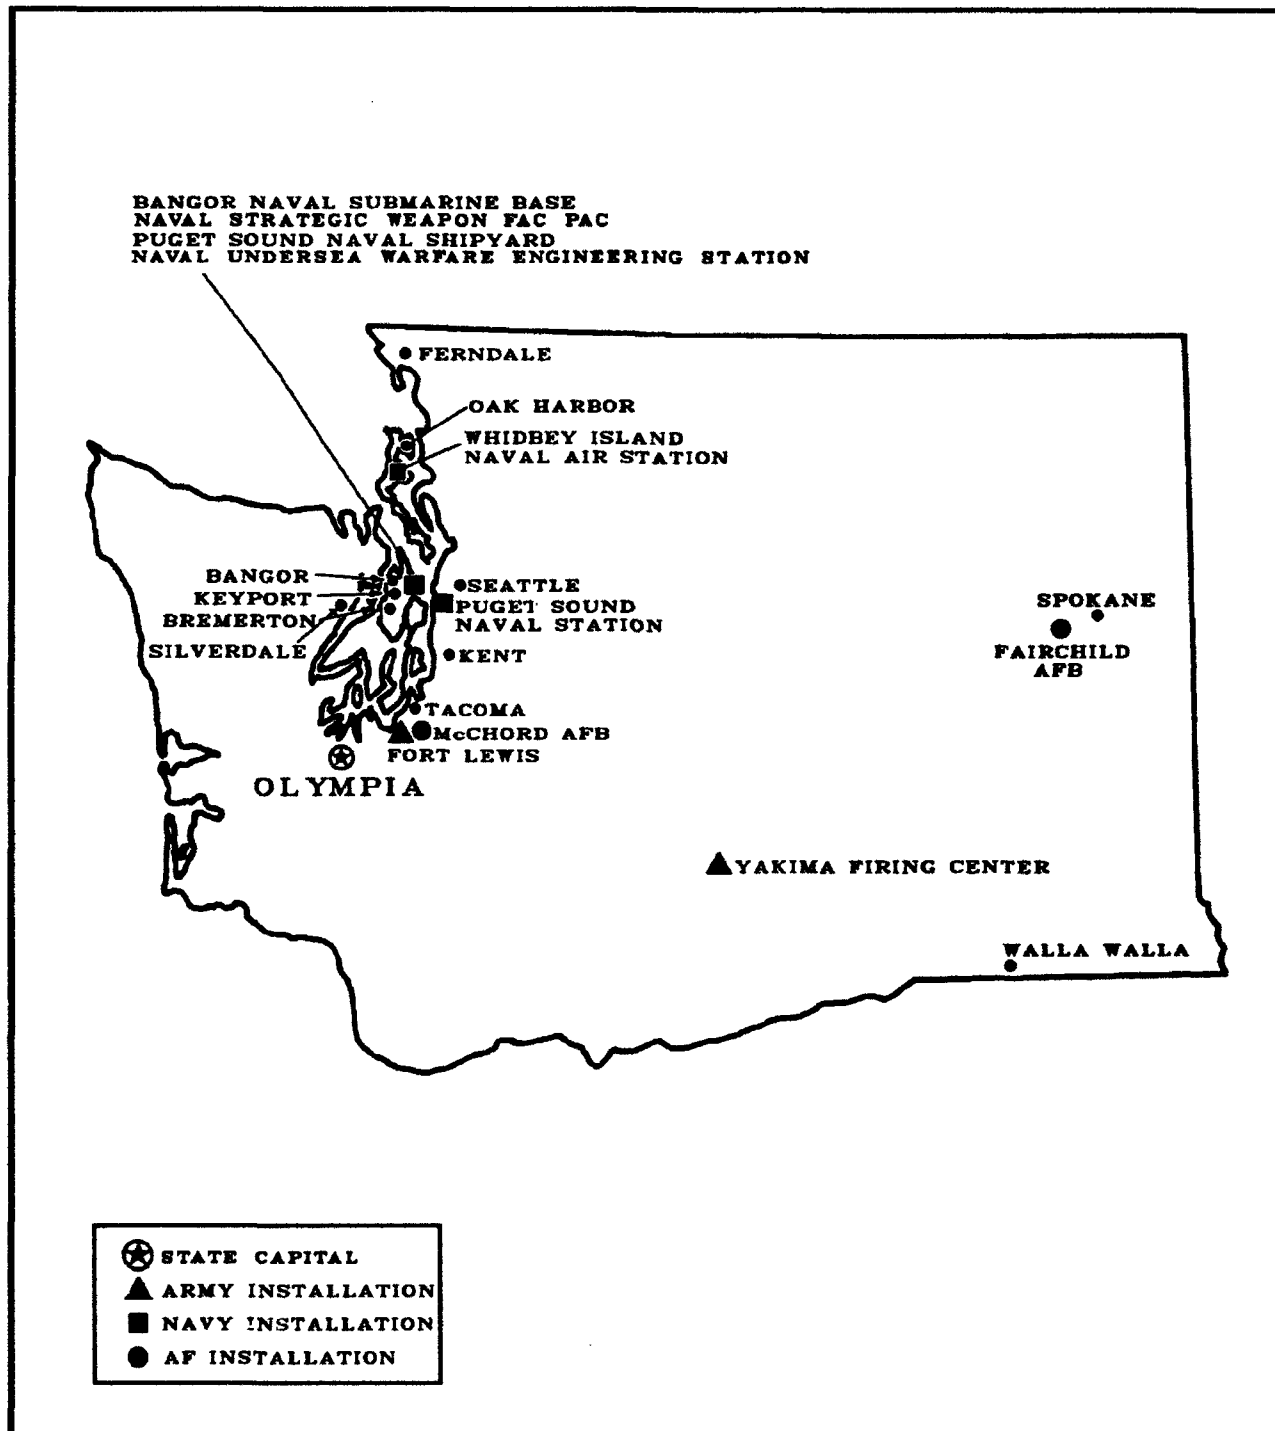 BANGOR NAVAL SUBMARINE BASE
NAVAL STRATEGIC WEAPON FAC PAC
PUGET SOUND NAVAL SHIPYARD
NAVAL UNDERSEA WARFARE ENGINEERING STATION
FERNDALE
OAK HARBOR
WHIDBEY ISLAND
NAVAL AIR STATION
BANGOR
KEYPORT
BREMERTON
SILVERDALE
SEATTLE
PUGET SOUND
NAVAL STATION
KENT
TACOMA
McCHORD AFB
FORT LEWIS
OLYMPIA
SPOKANE
FAIRCHILD
AFB
YAKIMA FIRING CENTER
WALLA WALLA
STATE CAPITAL
ARMY INSTALLATION
NAVY INSTALLATION
AF INSTALLATION